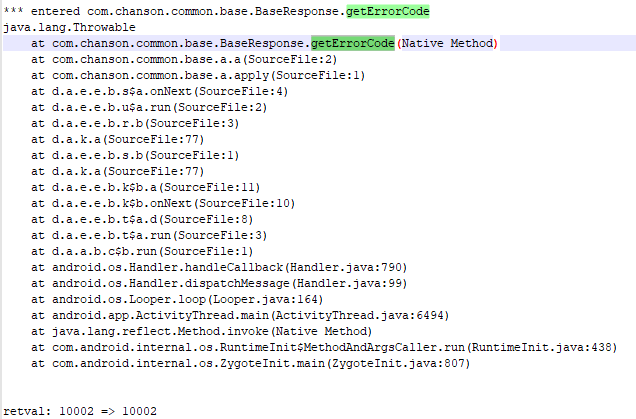 *** entered com.chanson.common.base.BaseResponse.getErrorCode
java.lang.Throwable
at com.chanson.common.base.BaseResponse.getErrorCode(Native Method)
at com.chanson.common.base.a.a(SourceFile:2)
at com.chanson.common.base.a.apply(SourceFile:1)
at d.a.e.e.b.s$a.onNext(SourceFile:4)
at d.a.e.e.b.u$a.run(SourceFile:2)
at d.a.e.e.b.r.b(SourceFile:3)
at d.a.k.a(SourceFile:77)
at d.a.e.e.b.s.b(SourceFile:1)
at d.a.k.a(SourceFile:77)
at d.a.e.e.b.k$b.a(SourceFile:11)
at d.a.e.e.b.k$b.onNext(SourceFile:10)
at d.a.e.e.b.t$a.d(SourceFile:8)
at d.a.e.e.b.t$a.run(SourceFile:3)
at d.a.a.b.c$b.run(SourceFile:1)
at android.os.Handler.handleCallback(Handler.java:790)
at android.os.Handler.dispatchMessage(Handler.java:99)
at android.os.Looper.loop(Looper.java:164)
at android.app.ActivityThread.main(ActivityThread.java:6494)
at java.lang.reflect.Method.invoke(Native Method)
at com.android.internal.os.RuntimeInit$MethodAndArgsCaller.run(RuntimeInit.java:438)
at com.android.internal.os.ZygoteInit.main(ZygoteInit.java:807)
retval: 10002 => 10002